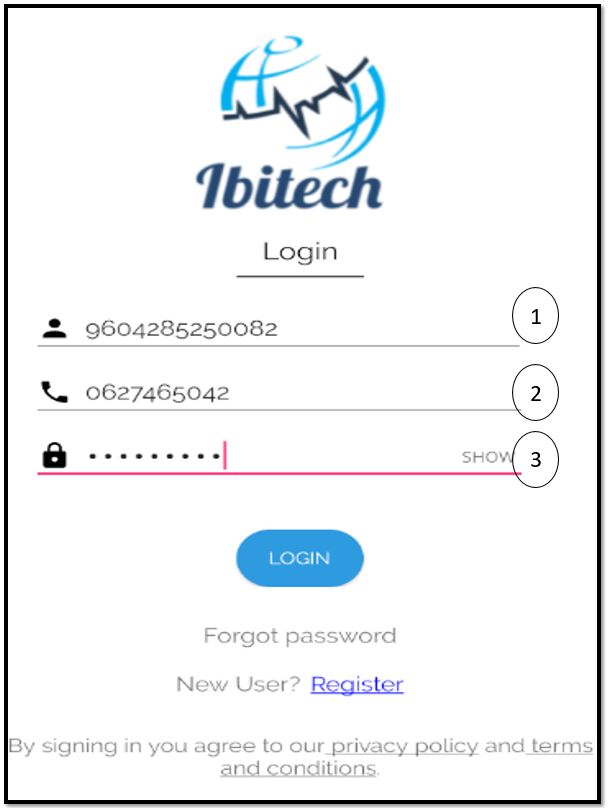 Ibitech
Login
9604285250082 1
0627465042 2
••••••••• SHOW 3
LOGIN
Forgot password
New User? Register
By signing in you agree to our privacy policy and terms
and conditions.